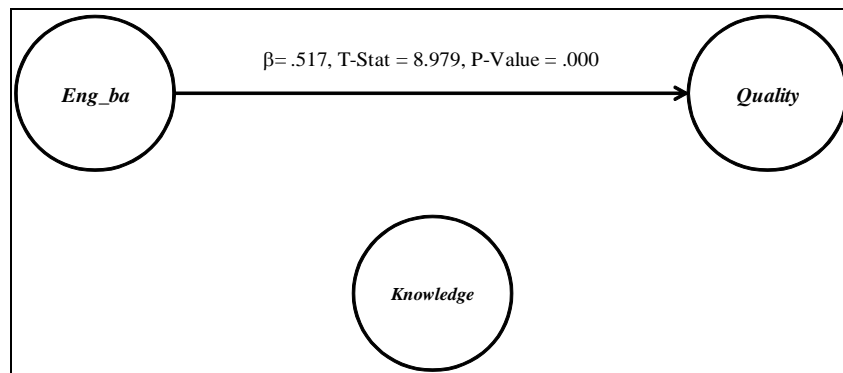 β= .517, T-Stat = 8.979, P-Value = .000
Eng_ba
Quality
Knowledge